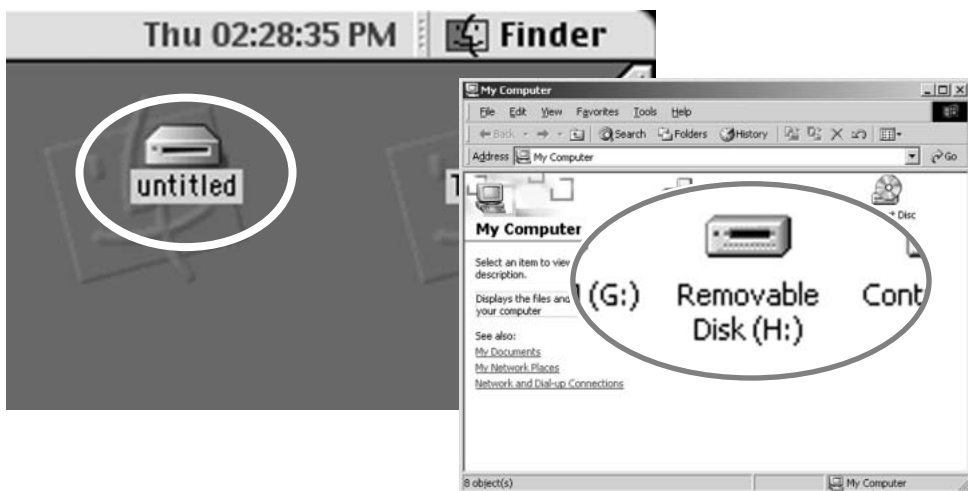 Thu 02:28:35 PM Finder
untitled
My Computer
File Edit View Favorites Tools Help
Back Search Folders History
Address My Computer Go
My Computer
Select an item to view
description.
Displays the files and
your computer
See also:
My Documents
My Network Places
Network and Dial-up Connections
Disc
(G:) Removable Cont
Disk (H:)
8 object(s) My Computer